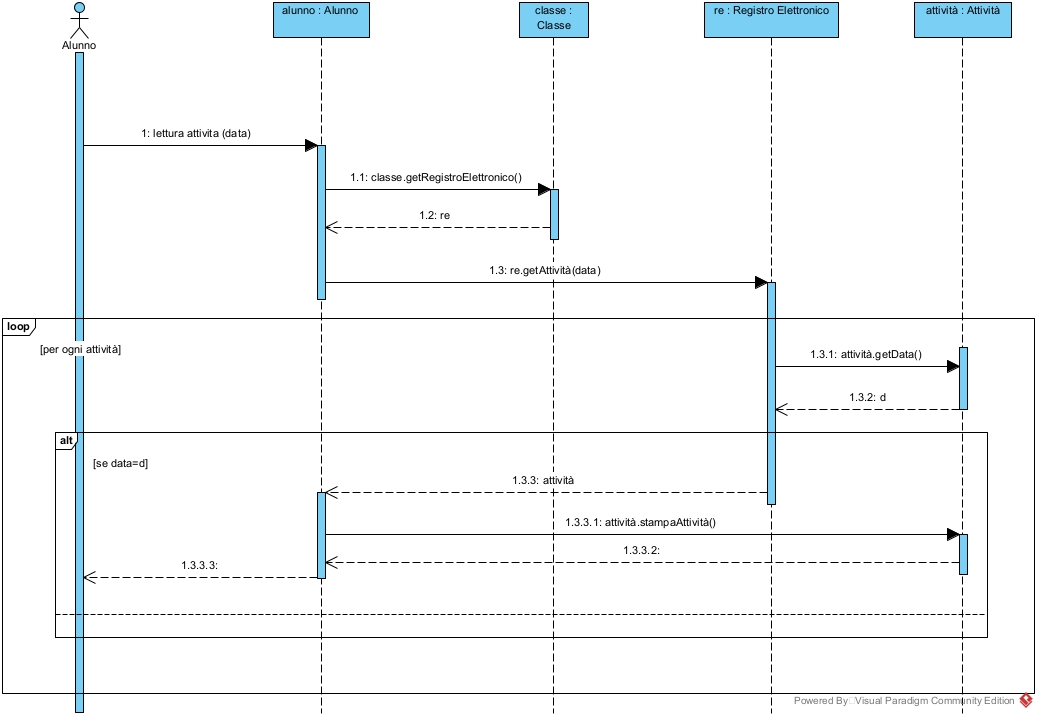 alunno : Alunno
classe :
Classe
re : Registro Elettronico
attività : Attività
Alunno
1: lettura attivita (data)
1.1: classe.getRegistroElettronico()
1.2: re
1.3: re.getAttività(data)
loop
[per ogni attività]
1.3.1: attività.getData()
1.3.2: d
alt
[se data=d]
1.3.3: attività
1.3.3.1: attività.stampaAttività()
1.3.3.2:
1.3.3.3:
Powered By Visual Paradigm Community Edition